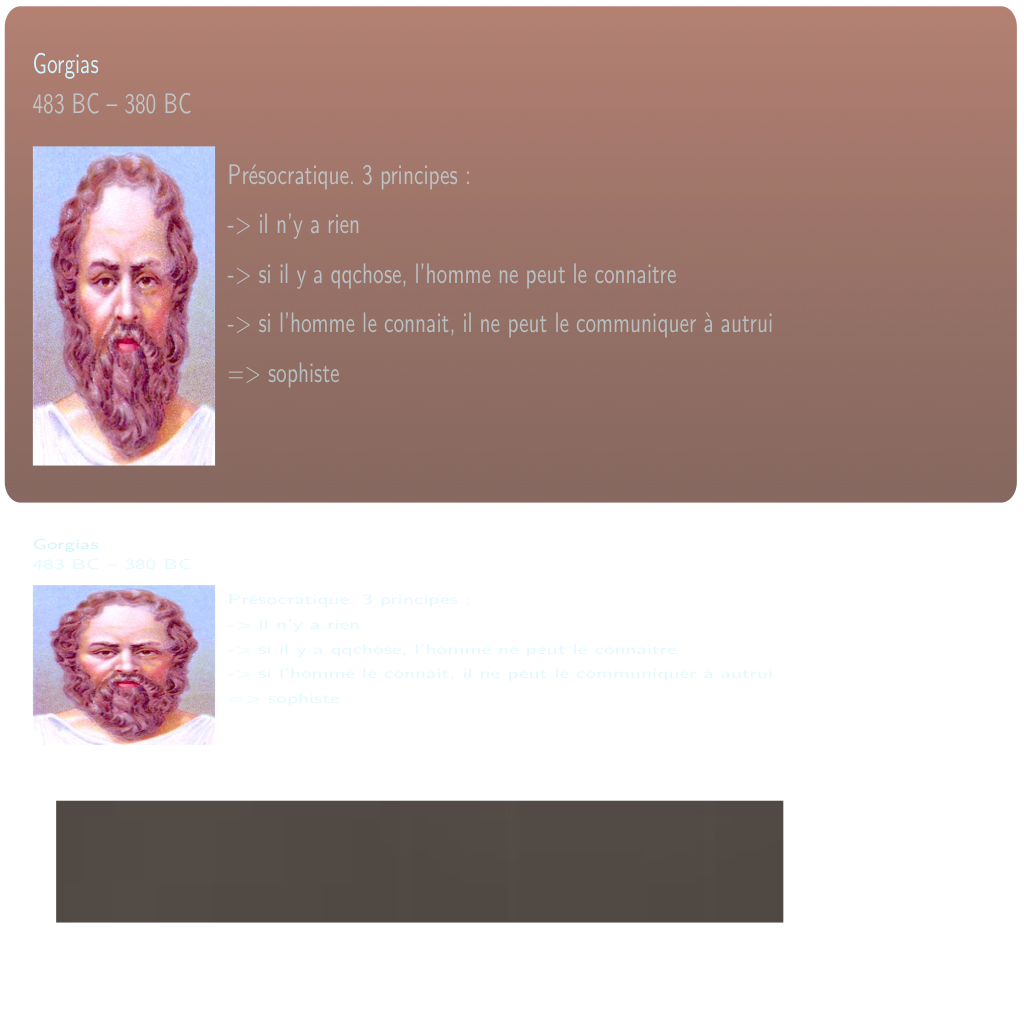 Gorgias
483 BC – 380 BC
Présocratique. 3 principes :
-> il n'y a rien
-> si il y a qqchose, l'homme ne peut le connaitre
-> si l'homme le connait, il ne peut le communiquer à autrui
=> sophiste
Gorgias
483 BC – 380 BC
Présocratique. 3 principes :
-> il n'y a rien
-> si il y a qqchose, l'homme ne peut le connaitre
-> si l'homme le connait, il ne peut le communiquer à autrui
=> sophiste